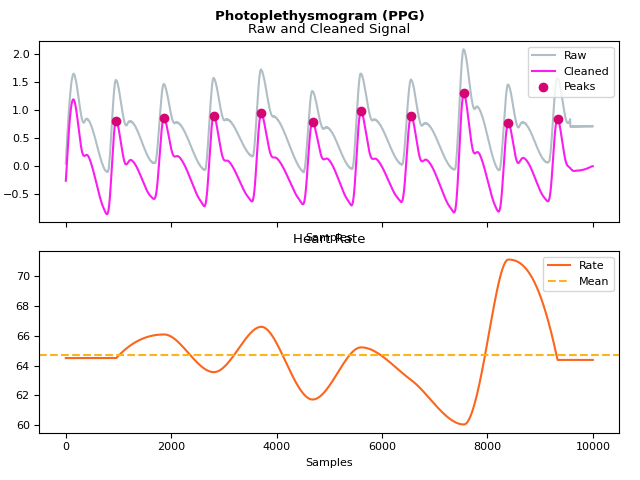 Photoplethysmogram (PPG)
Raw and Cleaned Signal
2.0
1.5
1.0
0.5
0.0
−0.5
Raw
Cleaned
Peaks
Samples
Heart Rate
70
68
66
64
62
60
Rate
Mean
0
2000
4000
6000
8000
10000
Samples